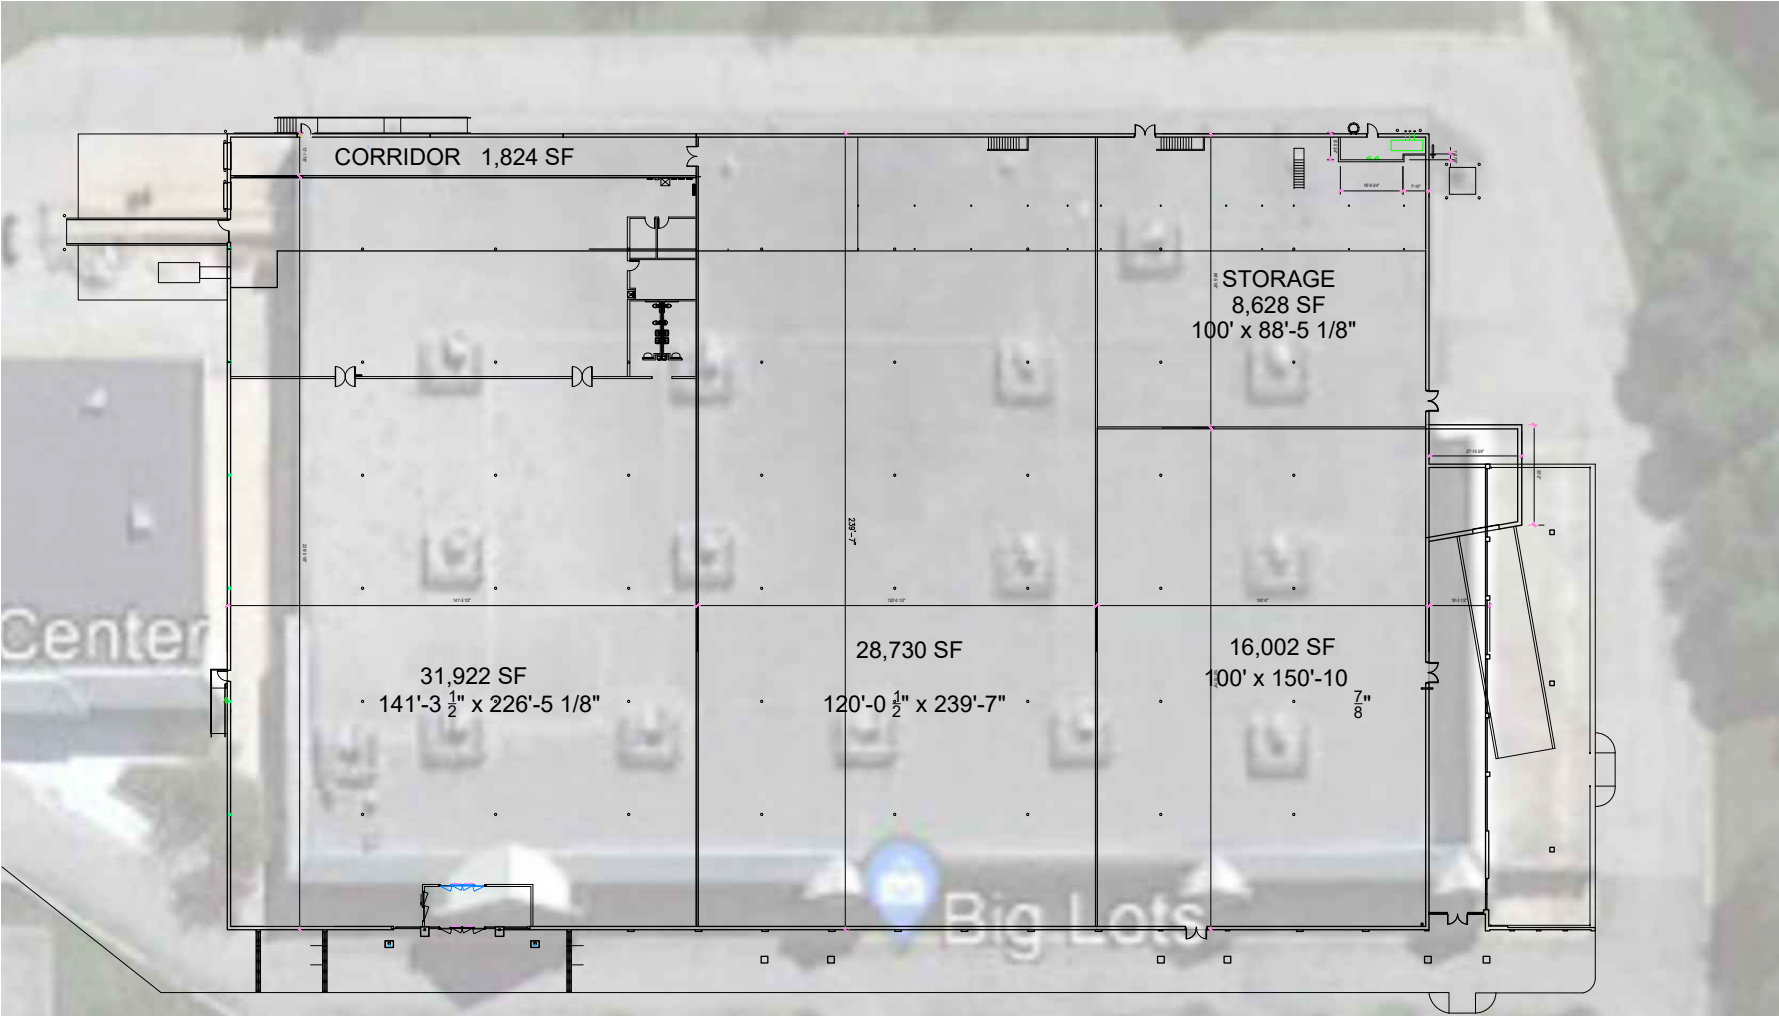 CORRIDOR 1,824 SF
STORAGE
8,628 SF
100' x 88'-5 1/8"
239'-7"
Center
31,922 SF
141'-3 1/2" x 226'-5 1/8"
28,730 SF
120'-0 1/2" x 239'-7"
16,002 SF
100' x 150'-10
7/8"
Big Lots